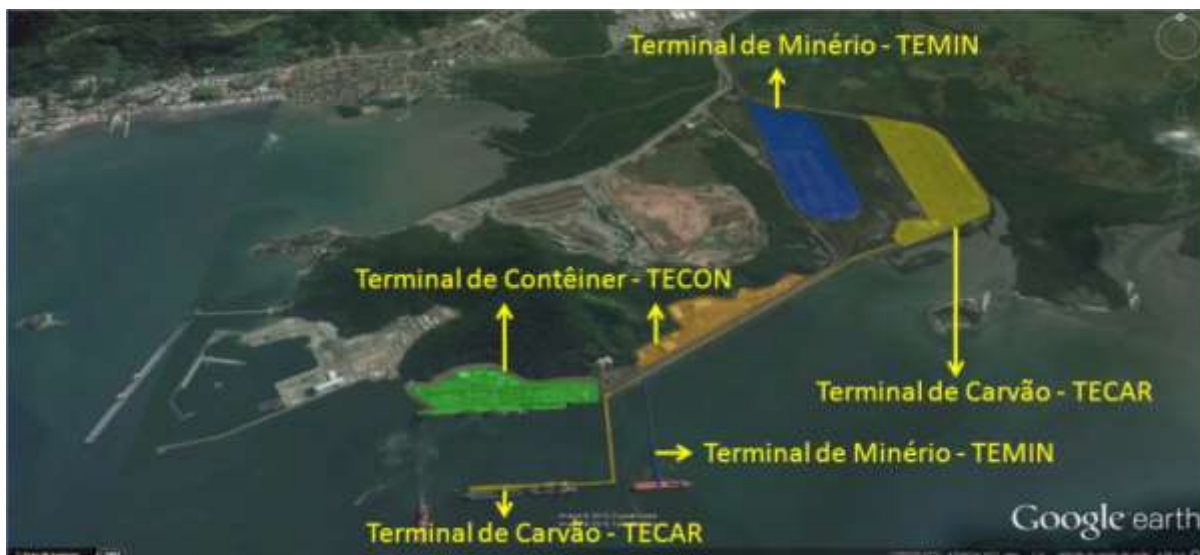 Terminal de Minério - TEMIN
Terminal de Contêiner - TECON
Terminal de Carvão - TECAR
Terminal de Minério - TEMIN
Terminal de Carvão - TECAR
Google earth